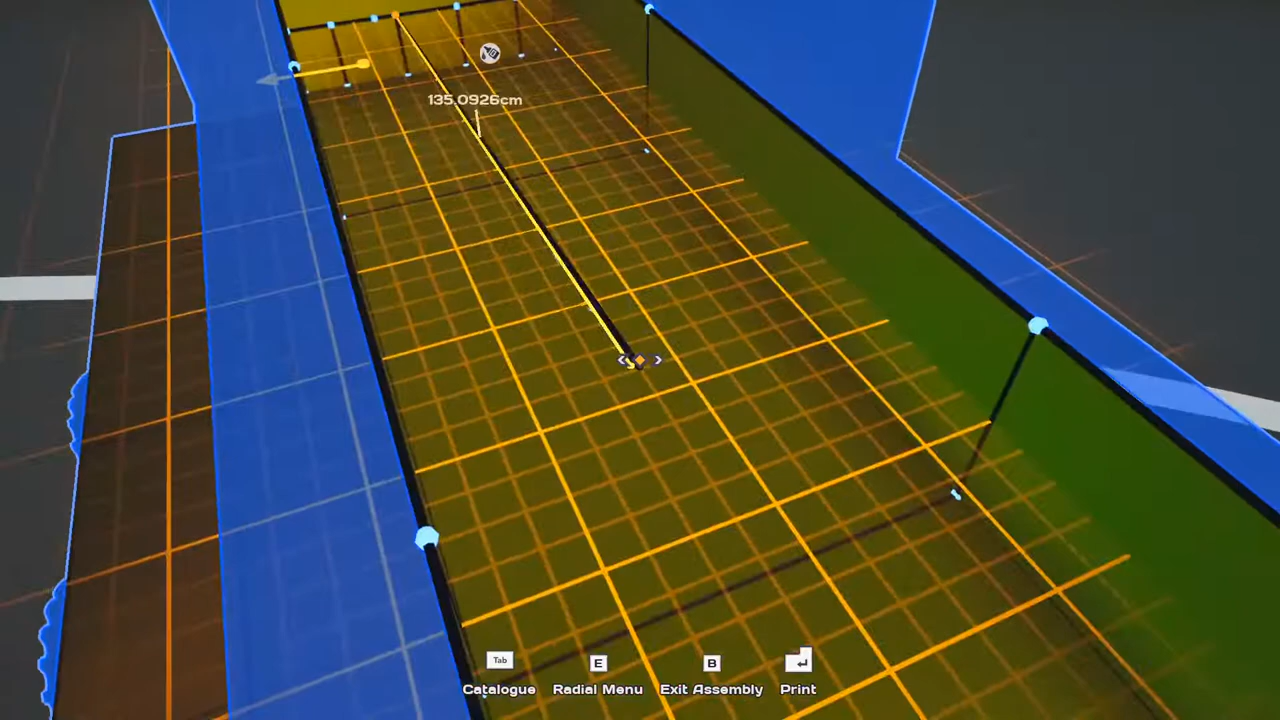 135.0926cm
Tab
E
B
Catalogue
Radial Menu
Exit Assembly
Print